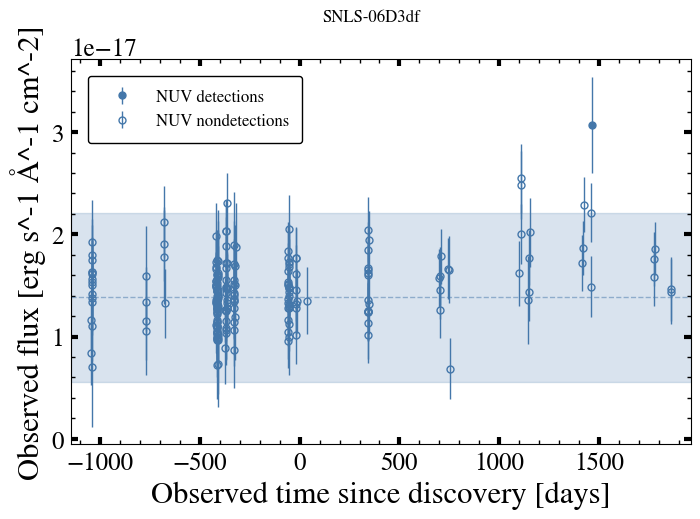 SNLS-06D3df
1e−17
NUV detections
NUV nondetections
3
2
1
0
−1000 −500 0 500 1000 1500
Observed time since discovery [days]
Observed flux [erg s^-1 Å^-1 cm^-2]